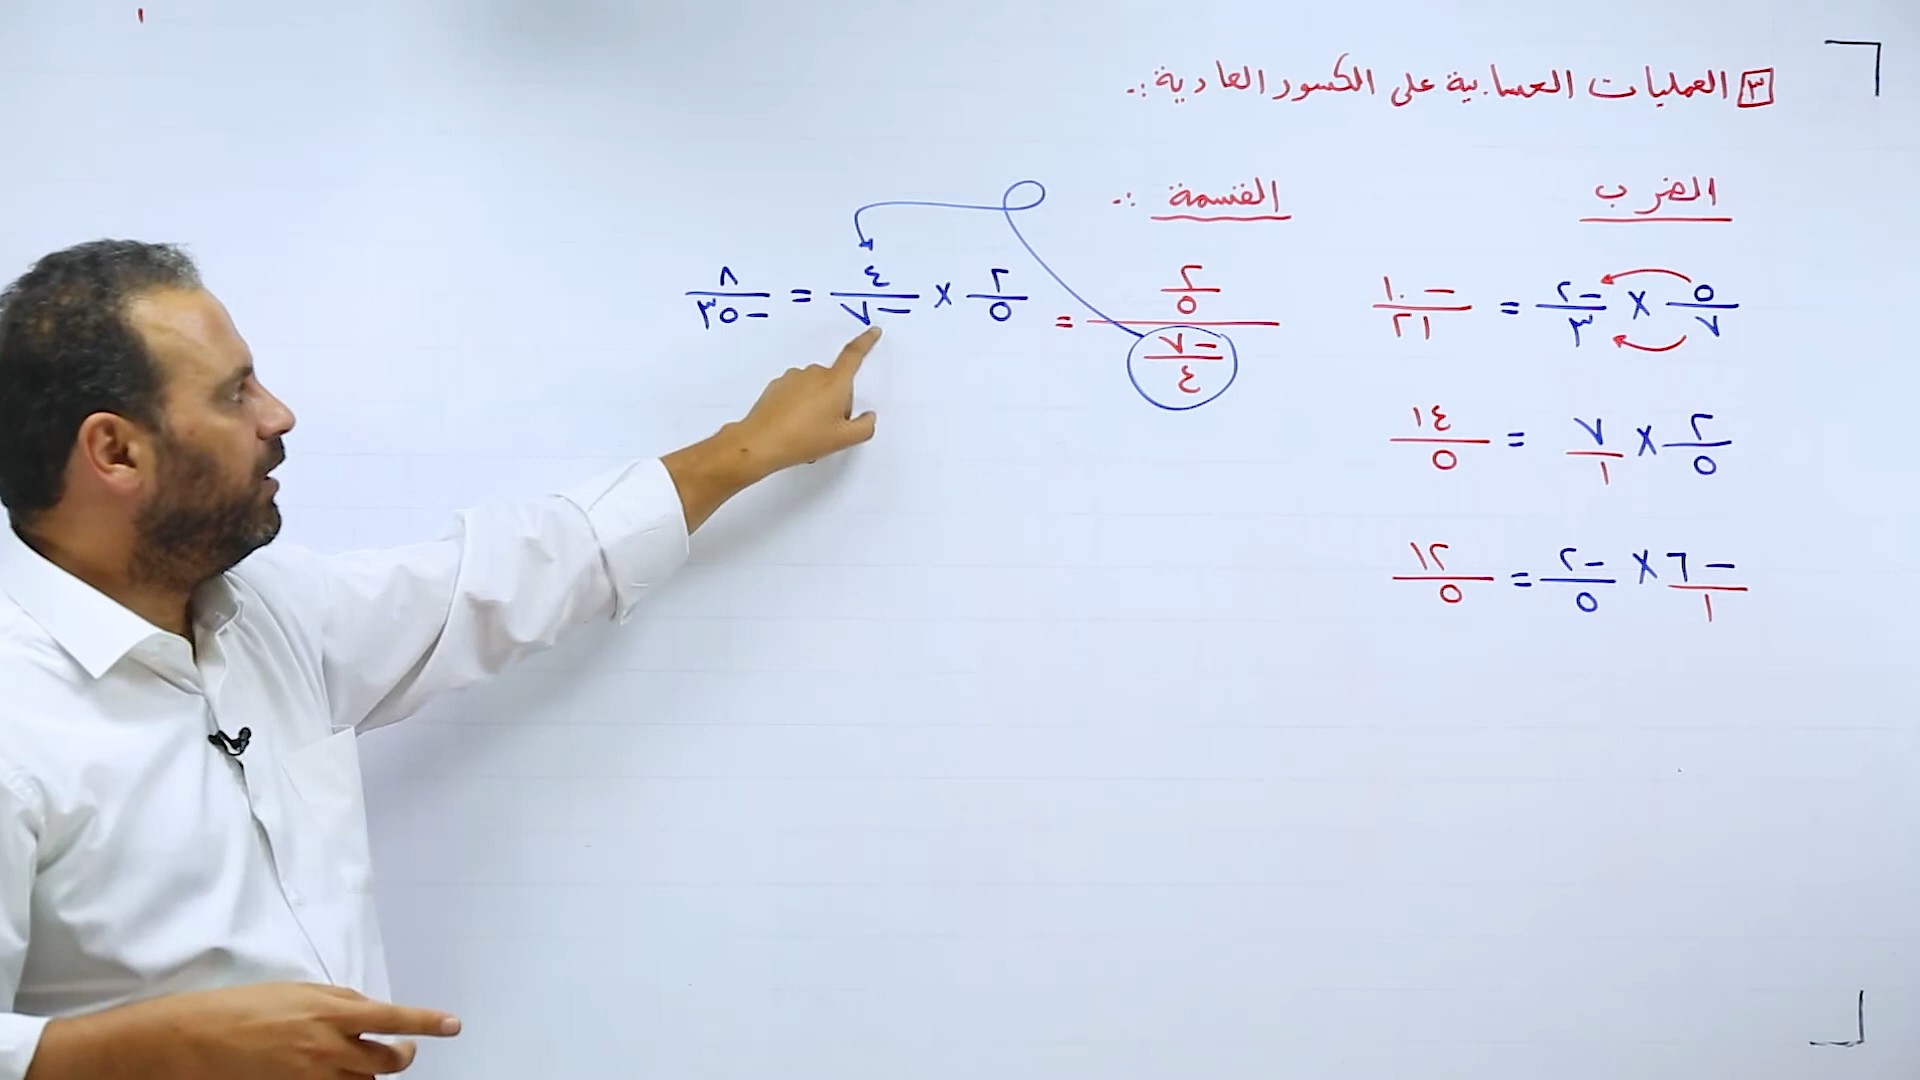 ٣ العمليات الحسابية على الكسور العادية :.
الضرب
٥/٧ × -٢/٣ = -١٠/٢١
٢/٥ × ٧/١ = ١٤/٥
-٦/١ × -٢/٥ = ١٢/٥
القسمة :.
(٢/٥)/(-٧/٤) = ٢/٥ × ٤/-٧ = ٨/-٣٥